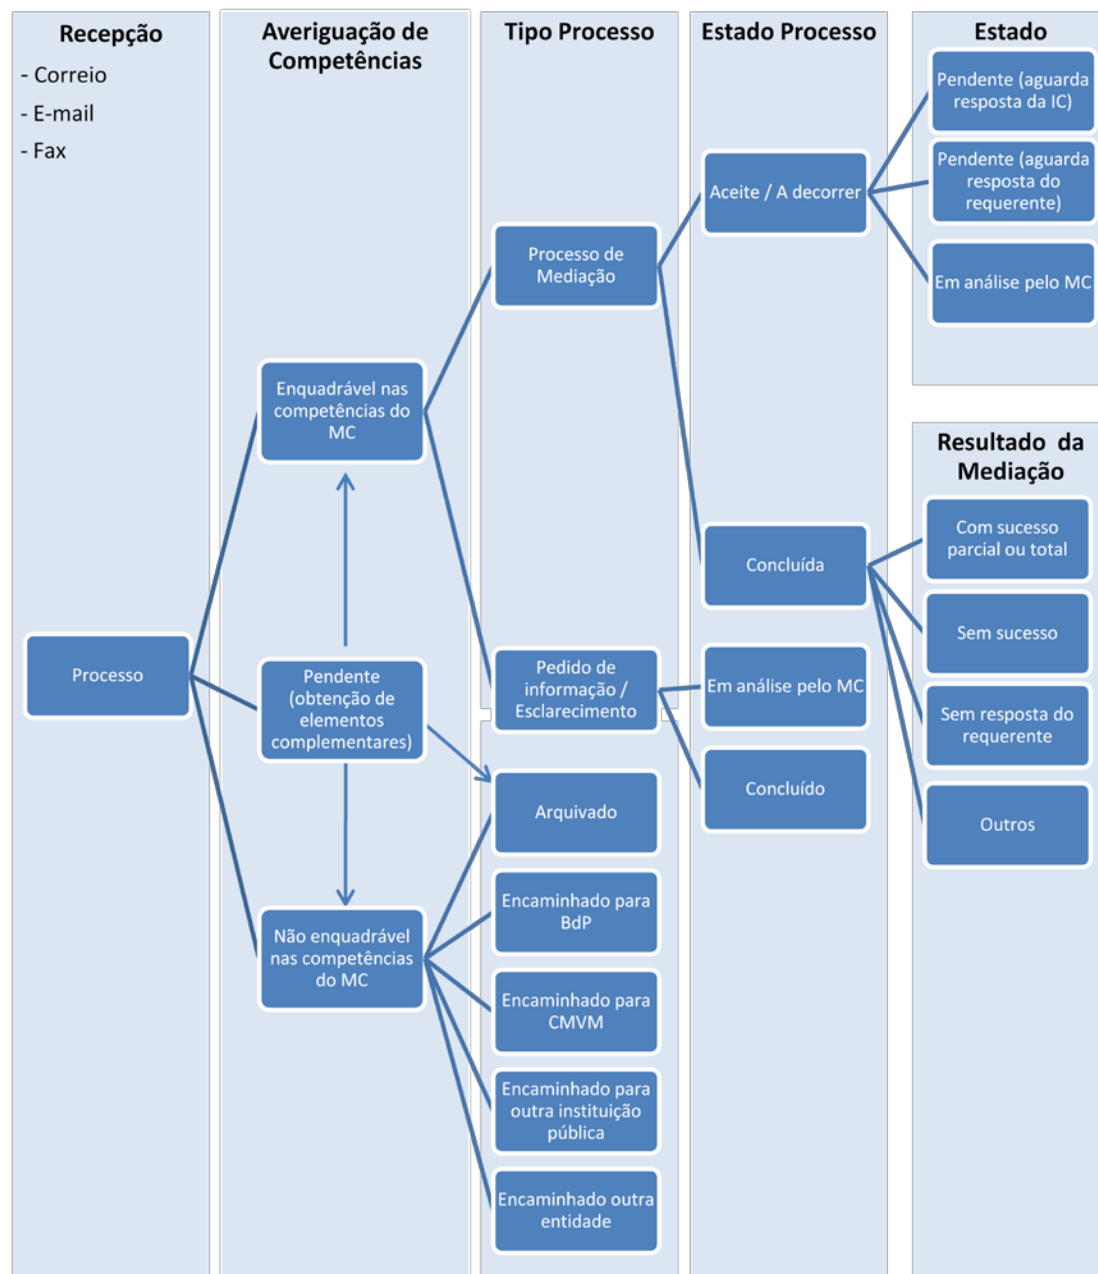 Recepção
- Correio
- E-mail
- Fax
Processo
Averiguação de
Competências
Enquadrável nas
competências do
MC
Pendente
(obtenção de
elementos
complementares)
Não enquadrável
nas competências
do MC
Tipo Processo
Processo de
Mediação
Pedido de
informação /
Esclarecimento
Arquivado
Encaminhado para
BdP
Encaminhado para
CMVM
Encaminhado para
outra instituição
pública
Encaminhado outra
entidade
Estado Processo
Aceite / A decorrer
Concluída
Em análise pelo MC
Concluído
Estado
Pendente (aguarda
resposta da IC)
Pendente (aguarda
resposta do
requerente)
Em análise pelo MC
Resultado da
Mediação
Com sucesso
parcial ou total
Sem sucesso
Sem resposta do
requerente
Outros